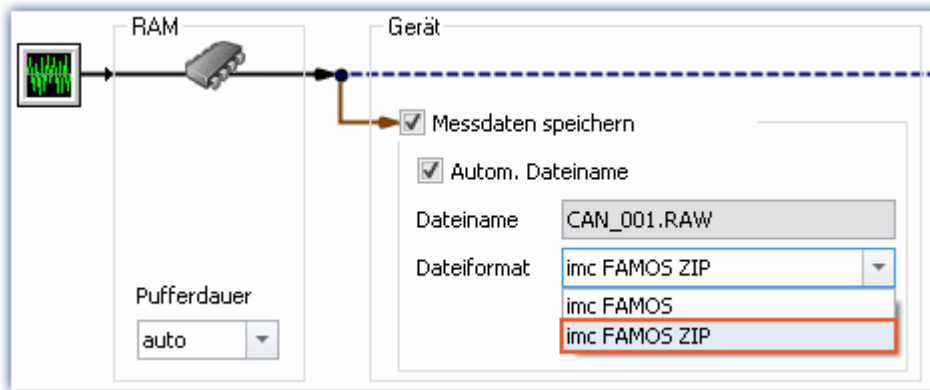 RAM
Gerät
Messdaten speichern
Autom. Dateiname
Dateiname CAN_001.RAW
Dateiformat imc FAMOS ZIP
imc FAMOS
imc FAMOS ZIP
Pufferdauer
auto